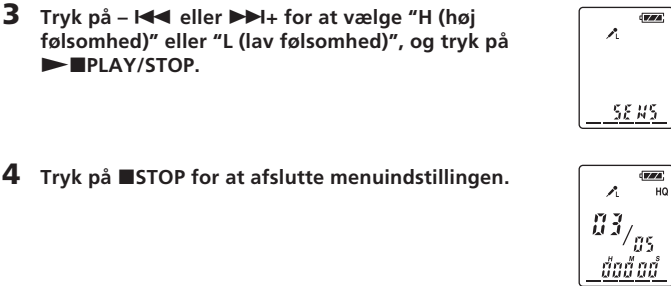 3 Tryk på – ⏮ eller ⏭+ for at vælge "H (høj
følsomhed)" eller "L (lav følsomhed)", og tryk på
►■PLAY/STOP.
L
SENS
4 Tryk på ■STOP for at afslutte menuindstillingen.
L HQ
03/05
H M S
00000